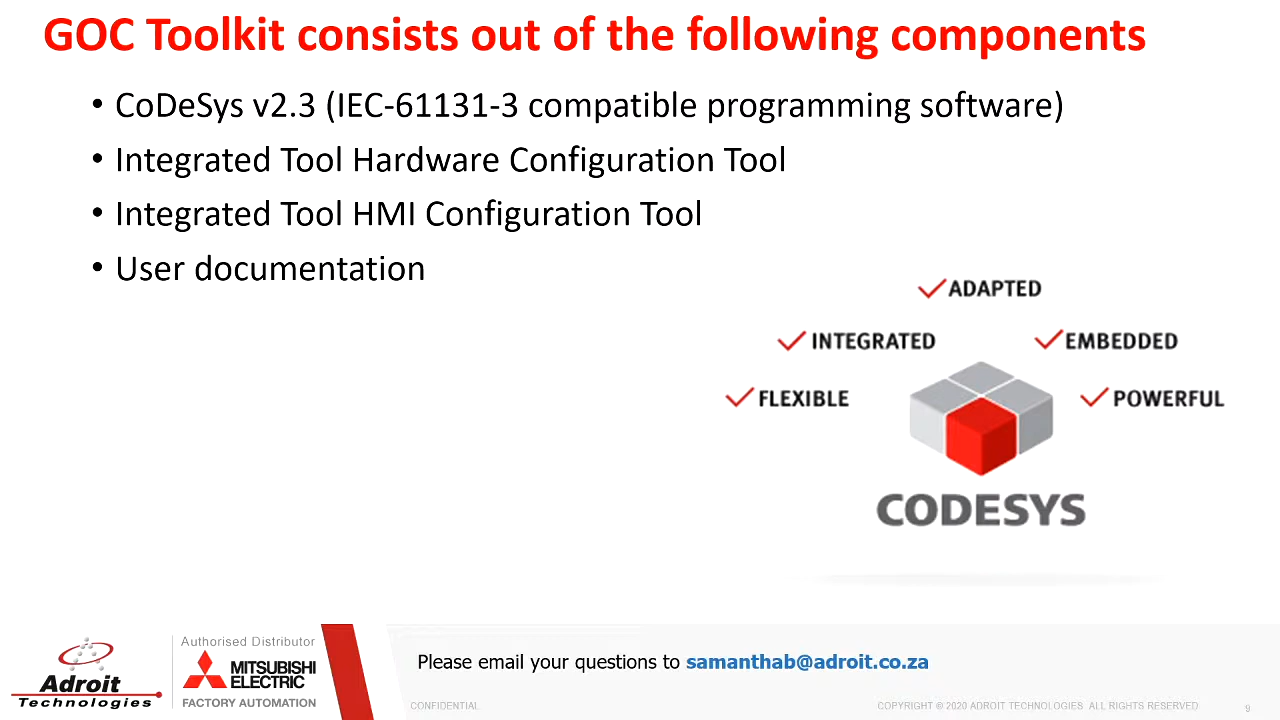 GOC Toolkit consists out of the following components
• CoDeSys v2.3 (IEC-61131-3 compatible programming software)
• Integrated Tool Hardware Configuration Tool
• Integrated Tool HMI Configuration Tool
• User documentation
ADAPTED
INTEGRATED
EMBEDDED
FLEXIBLE
POWERFUL
CODESYS
Adroit
Technologies
Authorised Distributor
MITSUBISHI
ELECTRIC
FACTORY AUTOMATION
Please email your questions to samanthab@adroit.co.za
CONFIDENTIAL
COPYRIGHT © 2020 ADROIT TECHNOLOGIES ALL RIGHTS RESERVED
9